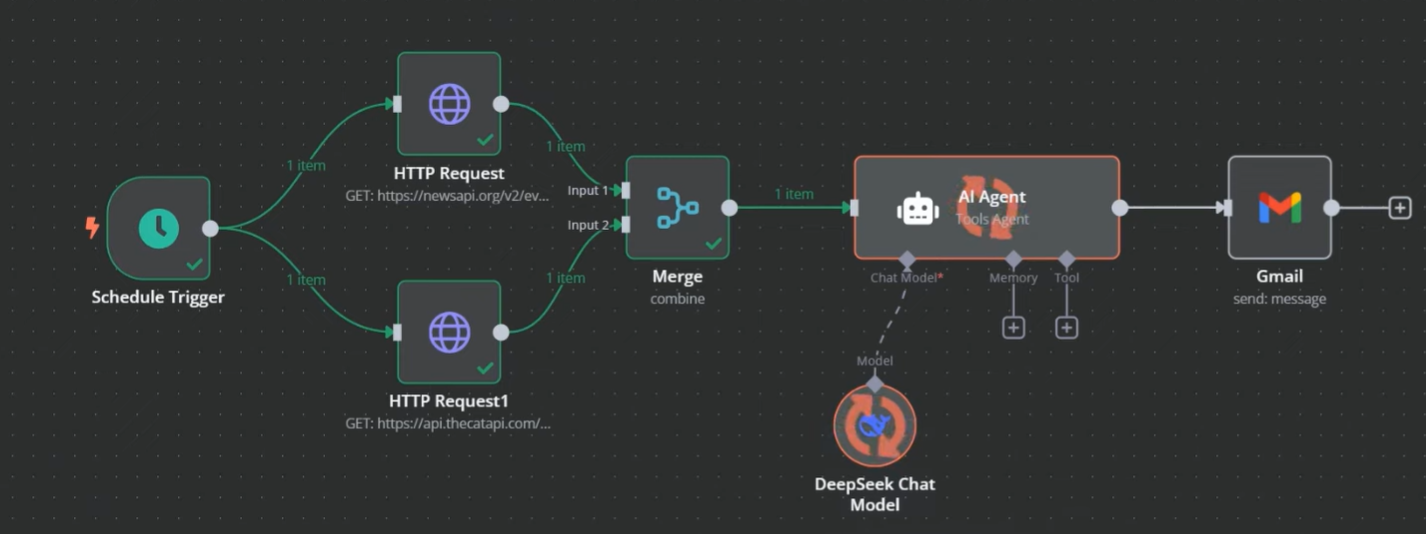 1 item
HTTP Request
GET: https://newsapi.org/v2/ev...
1 item
Schedule Trigger
1 item
HTTP Request1
GET: https://api.thecatapi.com/...
1 item
Input 1
Input 2
Merge
combine
1 item
AI Agent
Tools Agent
Chat Model*
Memory
Tool
Model
DeepSeek Chat
Model
Gmail
send: message